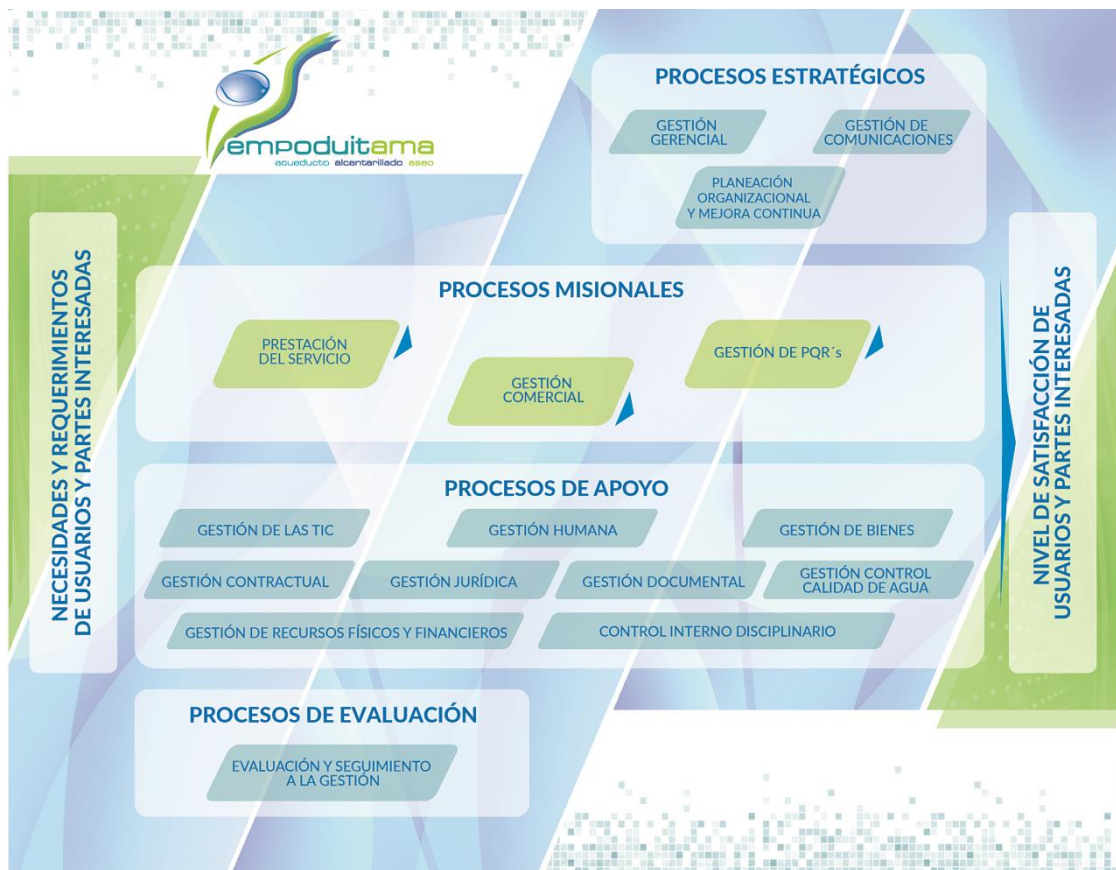 empoduitama
acueducto alcantarillado aseo
PROCESOS ESTRATÉGICOS
GESTIÓN
GERENCIAL
GESTIÓN DE
COMUNICACIONES
PLANEACIÓN
ORGANIZACIONAL
Y MEJORA CONTINUA
NECESIDADES Y REQUERIMIENTOS
DE USUARIOS Y PARTES INTERESADAS
PROCESOS MISIONALES
PRESTACIÓN
DEL SERVICIO
GESTIÓN
COMERCIAL
GESTIÓN DE PQR´s
PROCESOS DE APOYO
GESTIÓN DE LAS TIC
GESTIÓN HUMANA
GESTIÓN DE BIENES
GESTIÓN CONTRACTUAL
GESTIÓN JURÍDICA
GESTIÓN DOCUMENTAL
GESTIÓN CONTROL
CALIDAD DE AGUA
GESTIÓN DE RECURSOS FÍSICOS Y FINANCIEROS
CONTROL INTERNO DISCIPLINARIO
PROCESOS DE EVALUACIÓN
EVALUACIÓN Y SEGUIMIENTO
A LA GESTIÓN
NIVEL DE SATISFACCIÓN DE
USUARIOS Y PARTES INTERESADAS